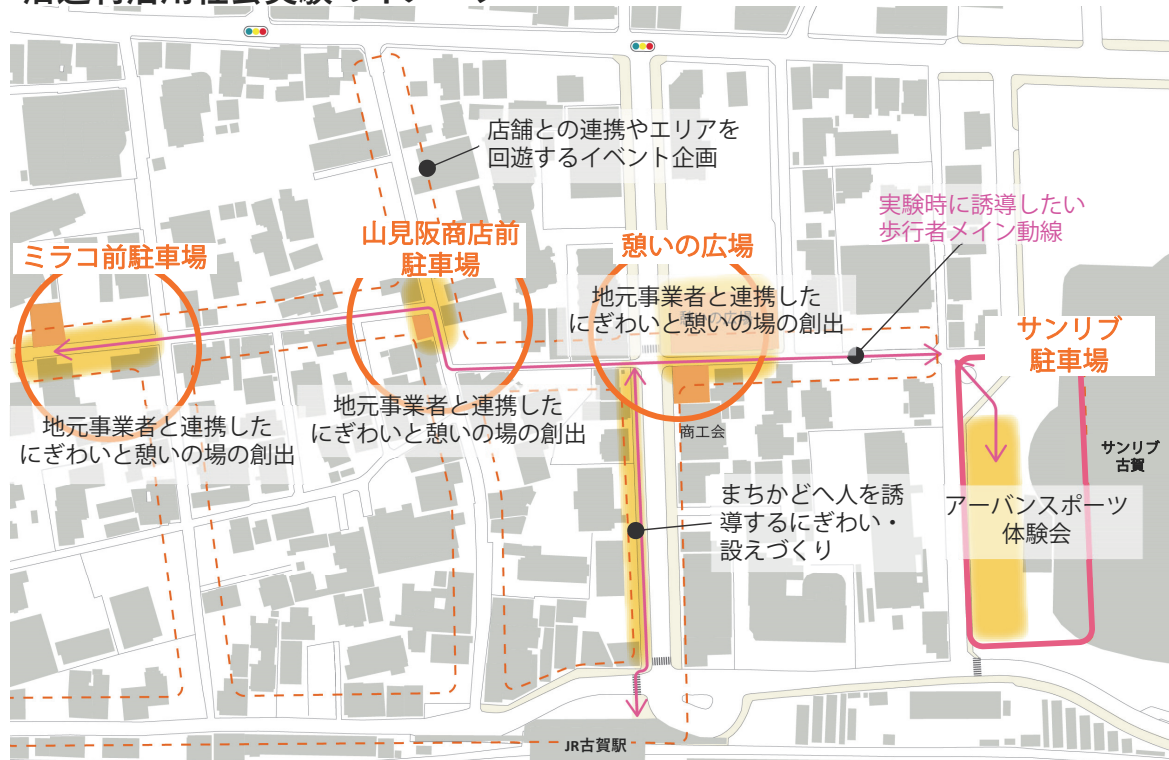 店舗との連携やエリアを
回遊するイベント企画
実験時に誘導したい
歩行者メイン動線
ミラコ前駐車場
山見阪商店前
駐車場
憩いの広場
サンリブ
駐車場
地元事業者と連携した
にぎわいと憩いの場の創出
地元事業者と連携した
にぎわいと憩いの場の創出
地元事業者と連携した
にぎわいと憩いの場の創出
商工会
サンリブ
古賀
まちかどへ人を誘
導するにぎわい・
設えづくり
アーバンスポーツ
体験会
JR古賀駅